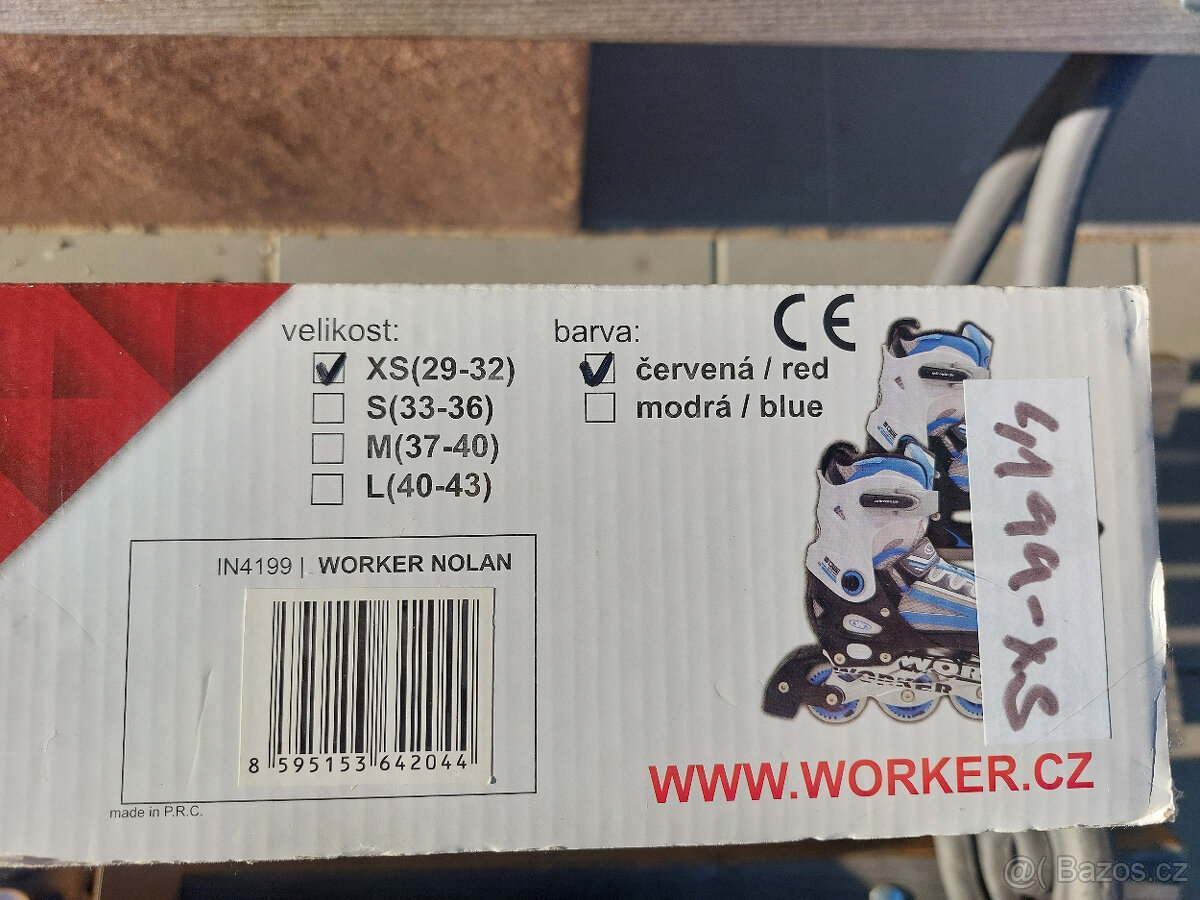 velikost:
XS(29-32)
S(33-36)
M(37-40)
L(40-43)
barva:
červená / red
modrá / blue
CE
IN4199 | WORKER NOLAN
8 595153 642044
made in P.R.C.
WORKER
4199-XS
WWW.WORKER.CZ
@( Bazos.cz